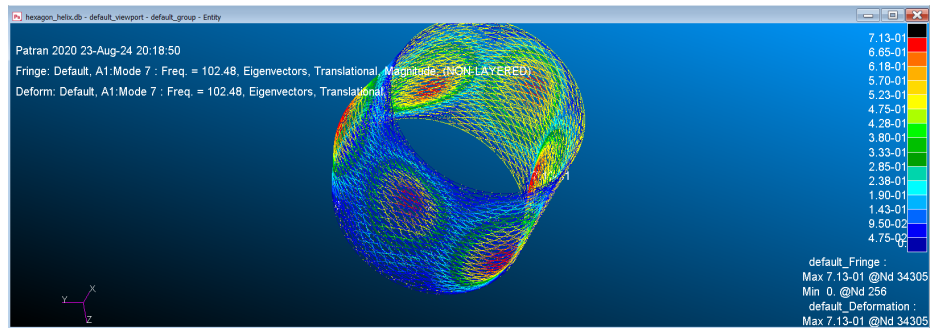 hexagon_helix.db - default_viewport - default_group - Entity
Patran 2020 23-Aug-24 20:18:50
Fringe: Default, A1:Mode 7 : Freq. = 102.48, Eigenvectors, Translational, Magnitude, (NON-LAYERED)
Deform: Default, A1:Mode 7 : Freq. = 102.48, Eigenvectors, Translational,
7.13-01
6.65-01
6.18-01
5.70-01
5.23-01
4.75-01
4.28-01
3.80-01
3.33-01
2.85-01
2.38-01
1.90-01
1.43-01
9.50-02
4.75-02
0.
1
X
Y
Z
default_Fringe :
Max 7.13-01 @Nd 34305
Min 0. @Nd 256
default_Deformation :
Max 7.13-01 @Nd 34305